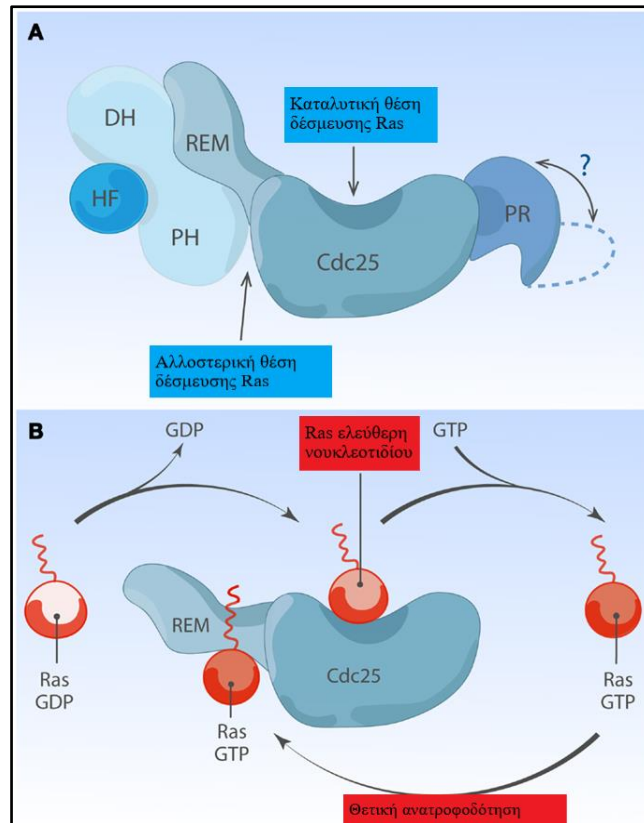 A
DH
REM
Καταλυτική θέση
δέσμευσης Ras
?
HF
PH
Cdc25
PR
Αλλοστερική θέση
δέσμευσης Ras
B
GDP
Ras ελεύθερη
νουκλεοτιδίου
GTP
REM
Cdc25
Ras
GDP
Ras
GTP
Ras
GTP
Θετική ανατροφοδότηση